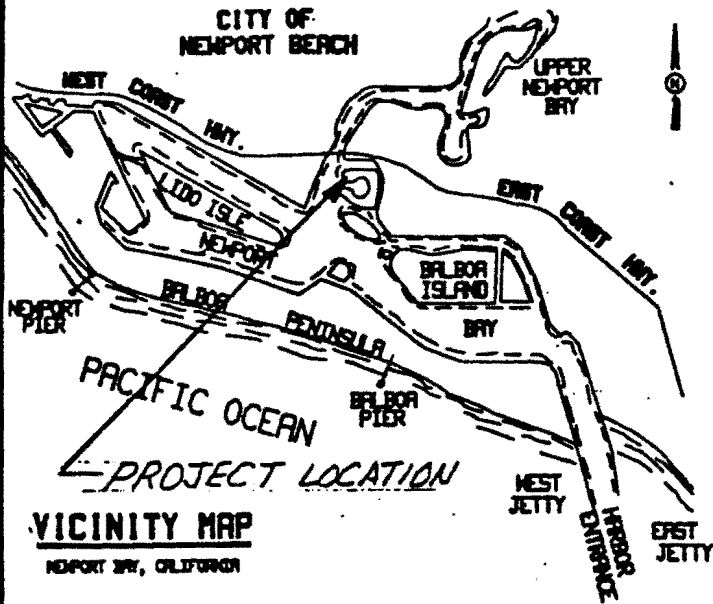 CITY OF
NEWPORT BEACH
UPPER
NEWPORT
BAY
WEST COAST HWY.
EAST COAST HWY.
LIDO ISLE
NEWPORT
BALBOA
ISLAND
BAY
BALBOA
PENINSULA
NEWPORT
PIER
BALBOA
PIER
PACIFIC OCEAN
PROJECT LOCATION
WEST
JETTY
HARBOR
ENTRANCE
EAST
JETTY
VICINITY MAP
NEWPORT BAY, CALIFORNIA
N